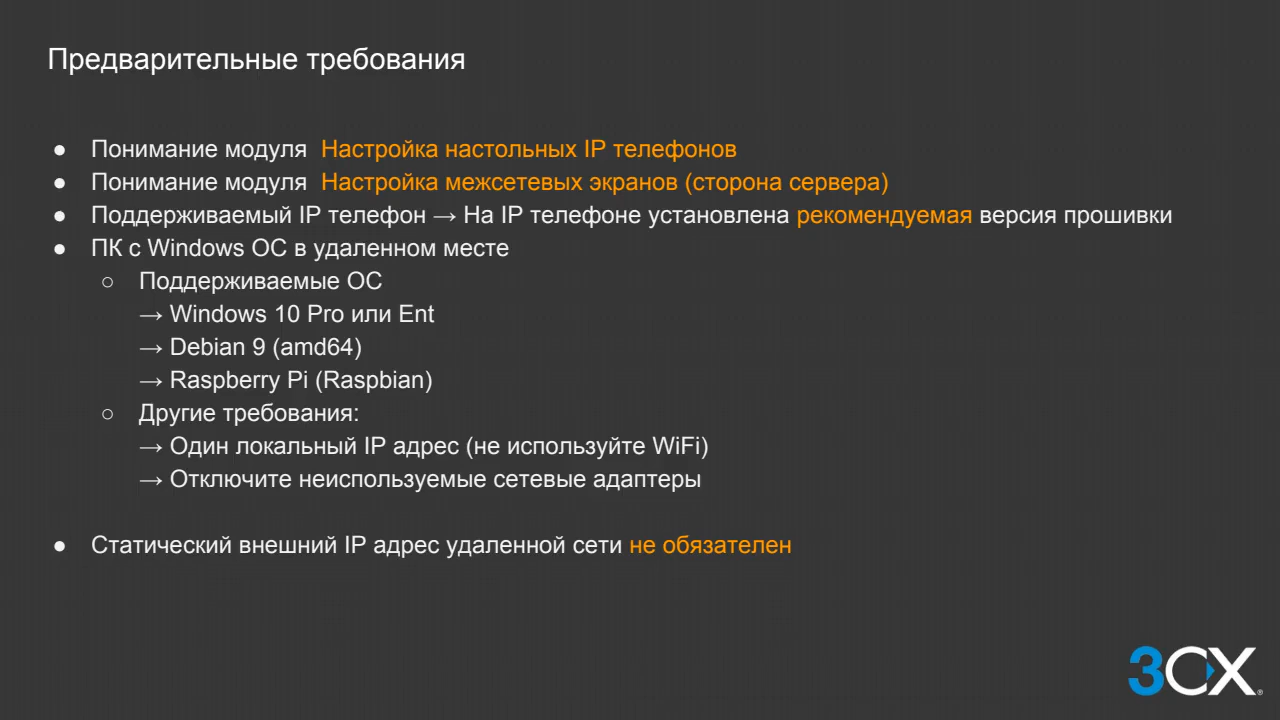 Предварительные требования
● Понимание модуля Настройка настольных IP телефонов
● Понимание модуля Настройка межсетевых экранов (сторона сервера)
● Поддерживаемый IP телефон → На IP телефоне установлена рекомендуемая версия прошивки
● ПК с Windows ОС в удаленном месте
○ Поддерживаемые ОС
→ Windows 10 Pro или Ent
→ Debian 9 (amd64)
→ Raspberry Pi (Raspbian)
○ Другие требования:
→ Один локальный IP адрес (не используйте WiFi)
→ Отключите неиспользуемые сетевые адаптеры
● Статический внешний IP адрес удаленной сети не обязателен
3CX®